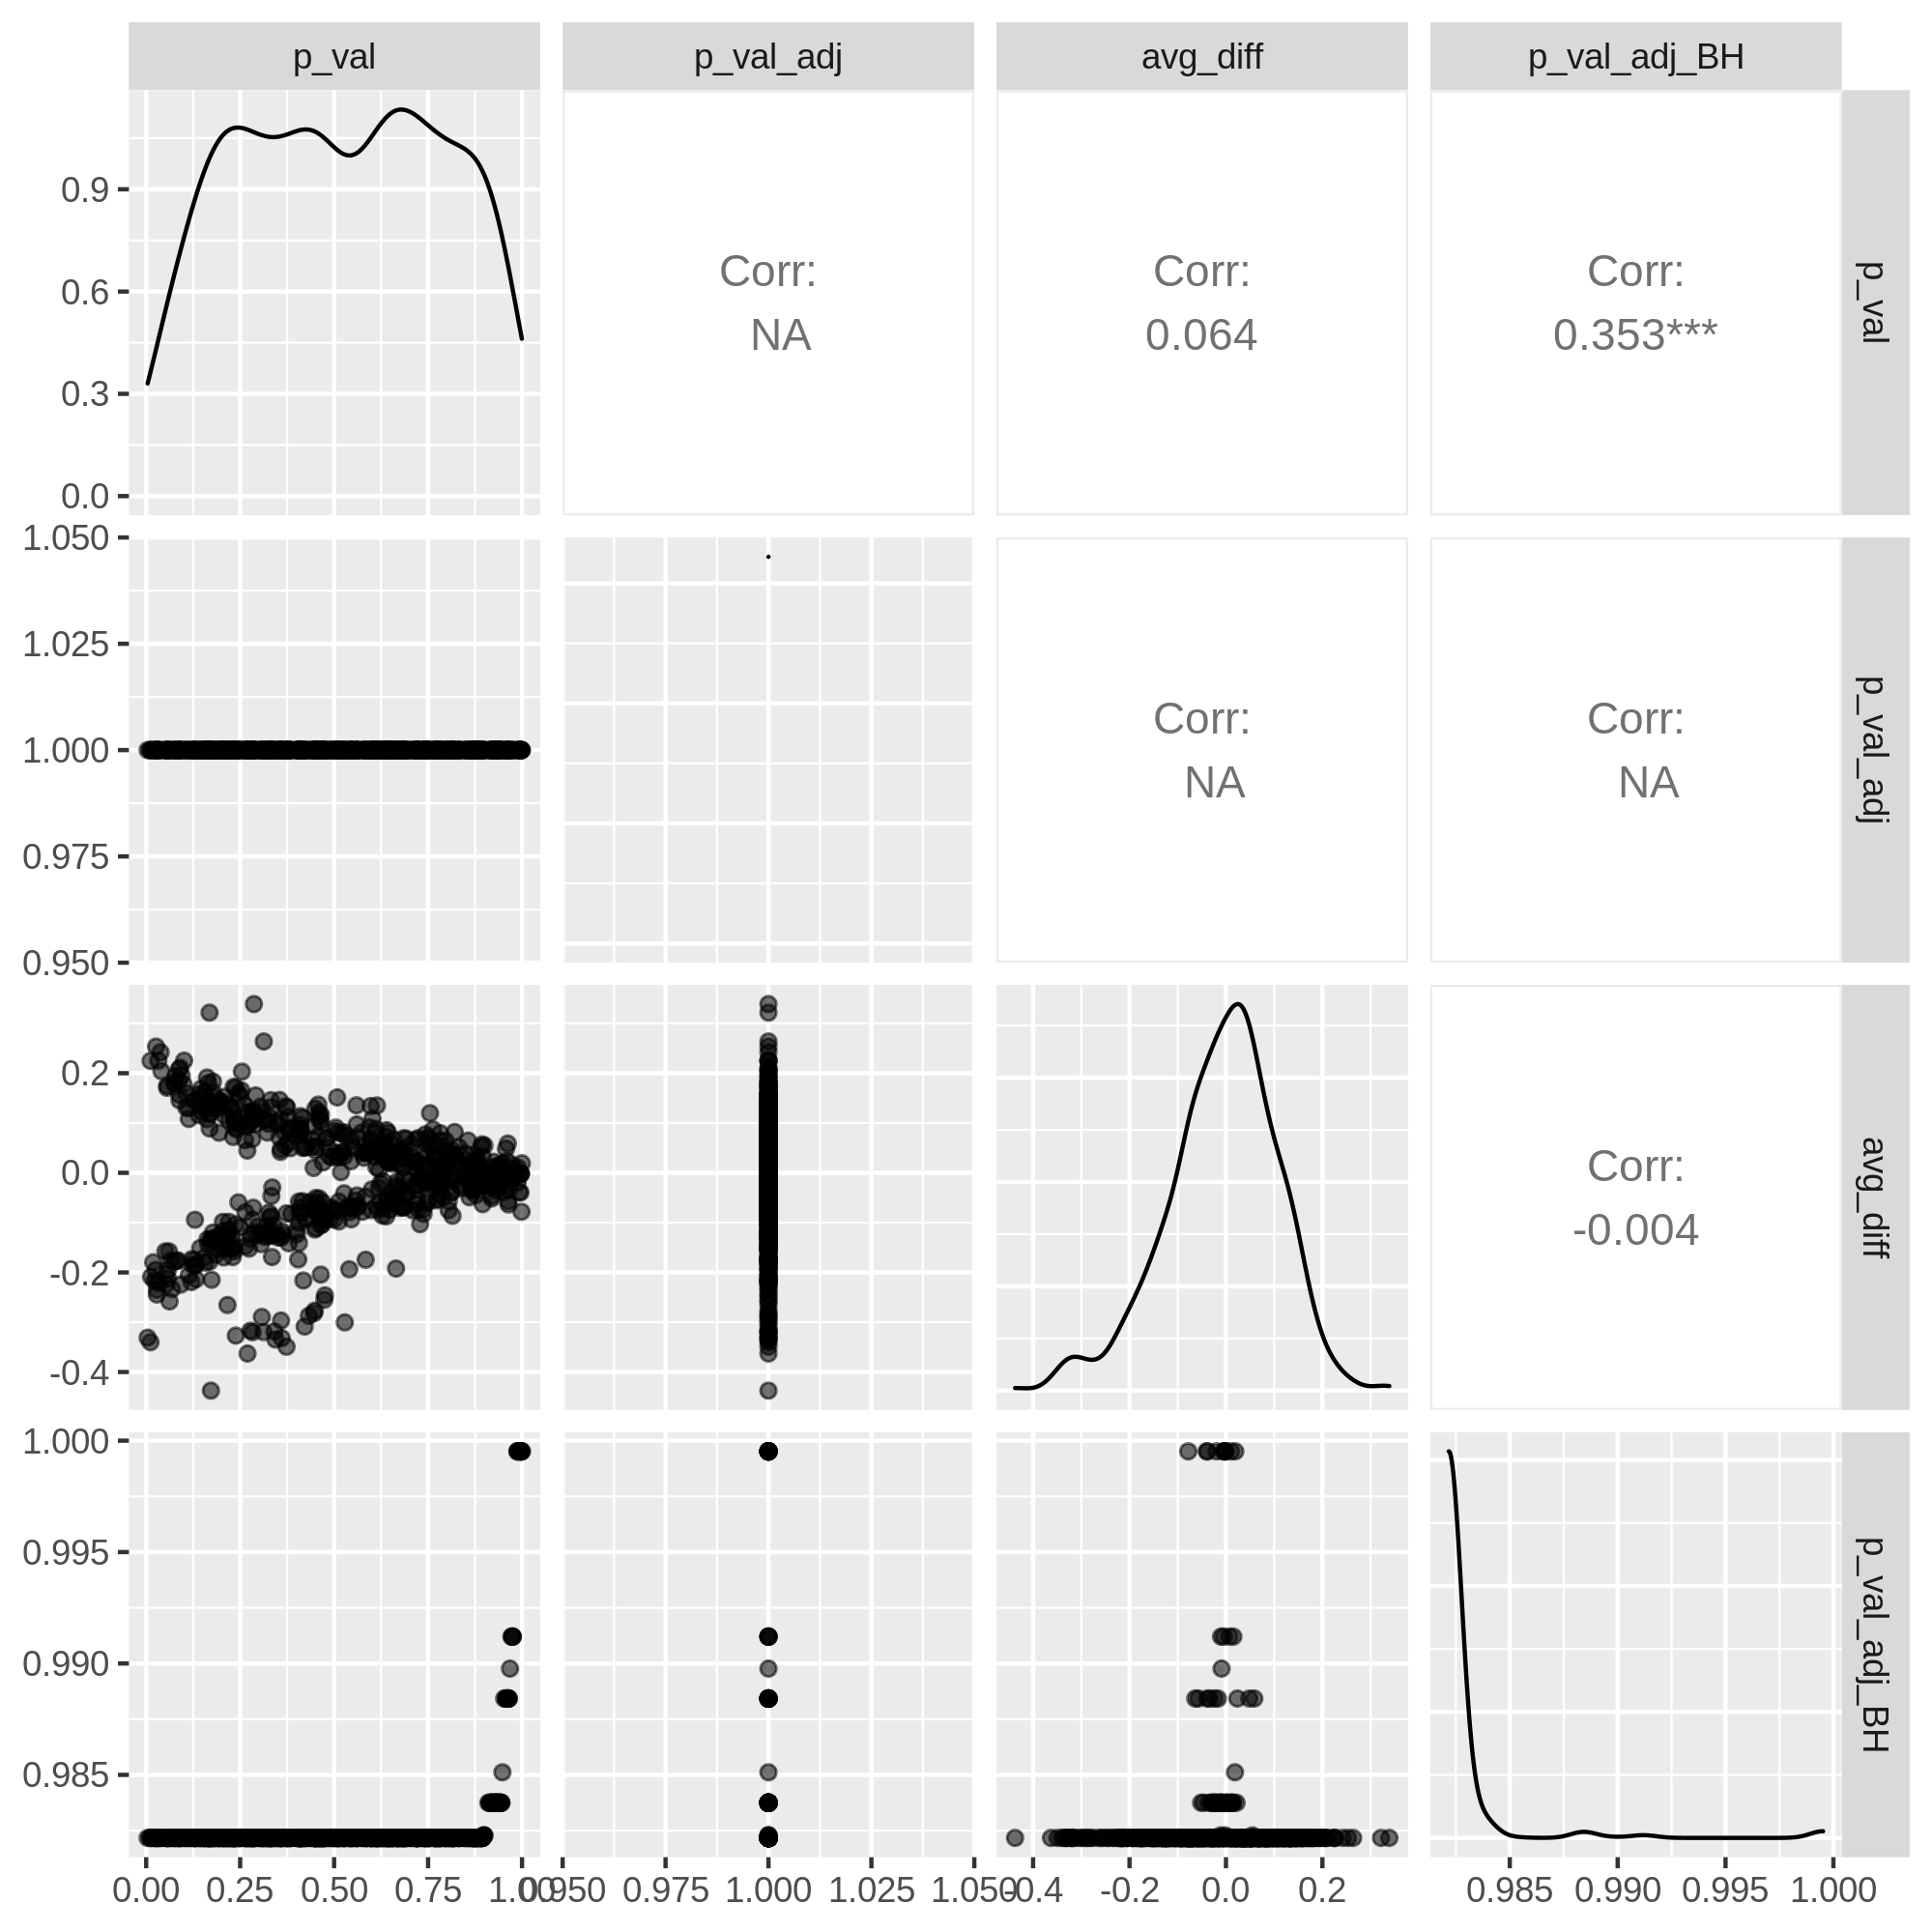 p_val p_val_adj avg_diff p_val_adj_BH
0.9
0.6
0.3
0.0
Corr:
NA
Corr:
0.064
Corr:
0.353***
p_val
1.050
1.025
1.000
0.975
0.950
Corr:
NA
Corr:
NA
p_val_adj
0.2
0.0
-0.2
-0.4
Corr:
-0.004
avg_diff
1.000
0.995
0.990
0.985
p_val_adj_BH
0.00 0.25 0.50 0.75 1.00 0.950 0.975 1.000 1.025 1.050 -0.4 -0.2 0.0 0.2 0.985 0.990 0.995 1.000